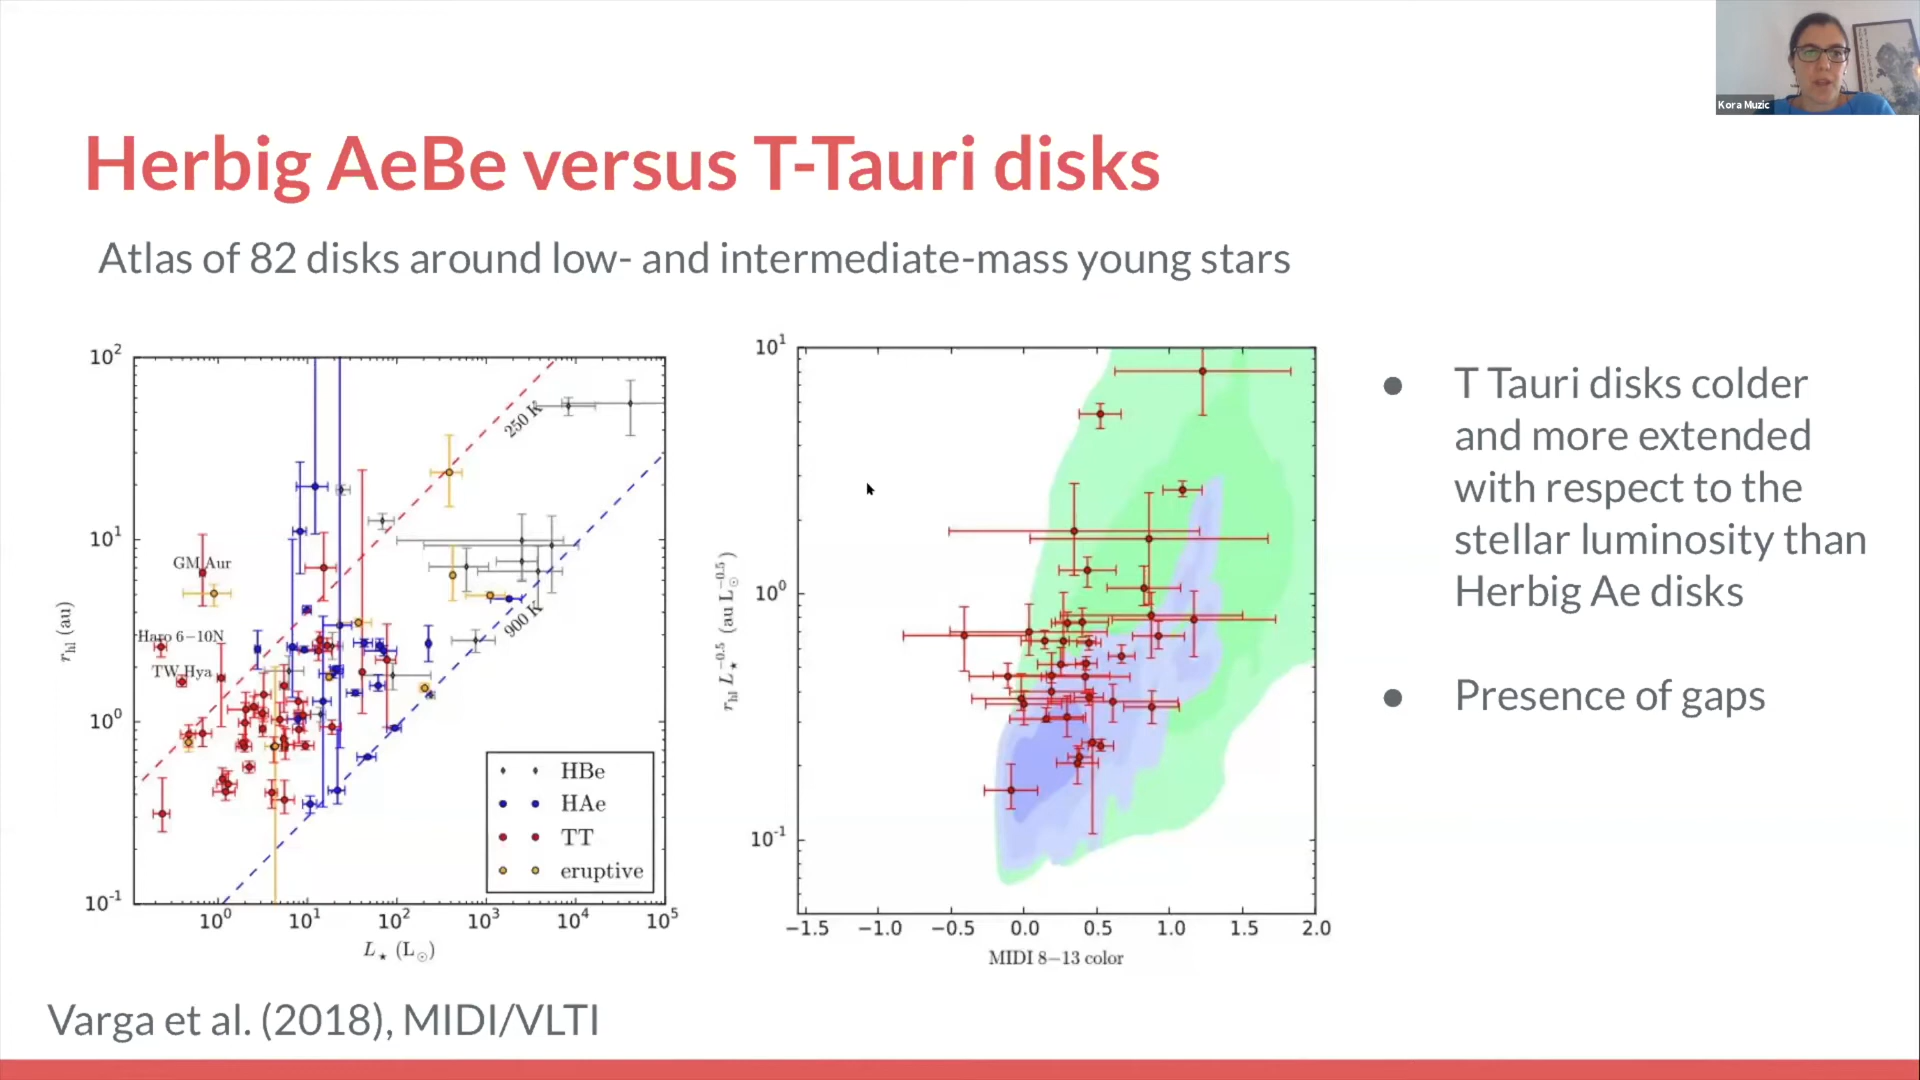 Kora Muzic
Herbig AeBe versus T-Tauri disks
Atlas of 82 disks around low- and intermediate-mass young stars
10²
10¹
10⁰
10⁻¹
r_hl (au)
250 K
900 K
GM Aur
Haro 6−10N
TW Hya
HBe
HAe
TT
eruptive
10⁰ 10¹ 10² 10³ 10⁴ 10⁵
L⋆ (L⊙)
10¹
10⁰
10⁻¹
r_hl L⋆^−0.5 (au L⊙^−0.5)
−1.5 −1.0 −0.5 0.0 0.5 1.0 1.5 2.0
MIDI 8−13 color
● T Tauri disks colder
and more extended
with respect to the
stellar luminosity than
Herbig Ae disks
● Presence of gaps
Varga et al. (2018), MIDI/VLTI